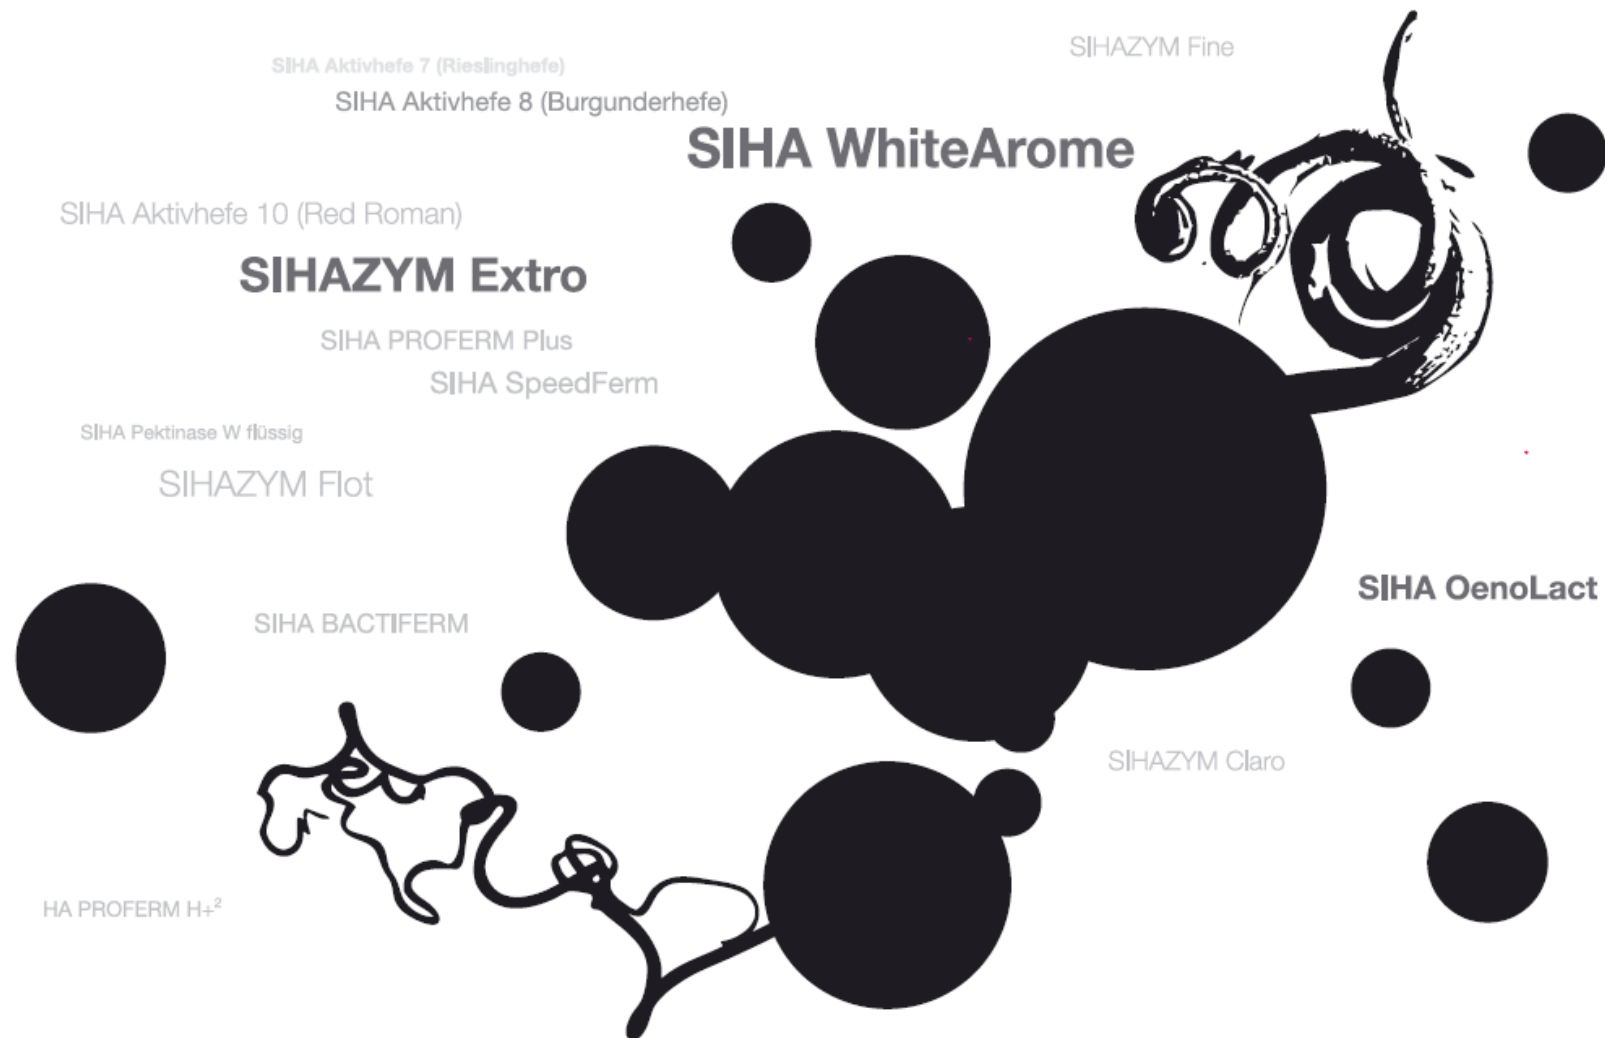 SIHAZYM Fine
SIHA Aktivhefe 7 (Rieslinghefe)
SIHA Aktivhefe 8 (Burgunderhefe)
SIHA WhiteArome
SIHA Aktivhefe 10 (Red Roman)
SIHAZYM Extro
SIHA PROFERM Plus
SIHA SpeedFerm
SIHA Pektinase W flüssig
SIHAZYM Flot
SIHA OenoLact
SIHA BACTIFERM
SIHAZYM Claro
HA PROFERM H+²